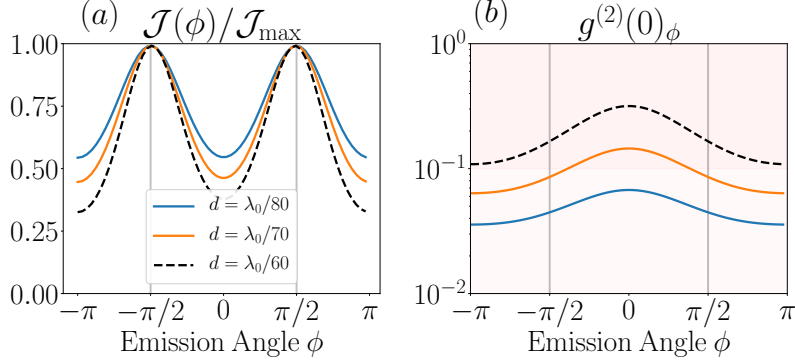 (a) 𝒥(ϕ)/𝒥max
1.00
0.75
0.50
0.25
0.00
d = λ0/80
d = λ0/70
d = λ0/60
−π −π/2 0 π/2 π
Emission Angle ϕ
(b) g(2)(0)ϕ
10^0
10^−1
10^−2
−π −π/2 0 π/2 π
Emission Angle ϕ